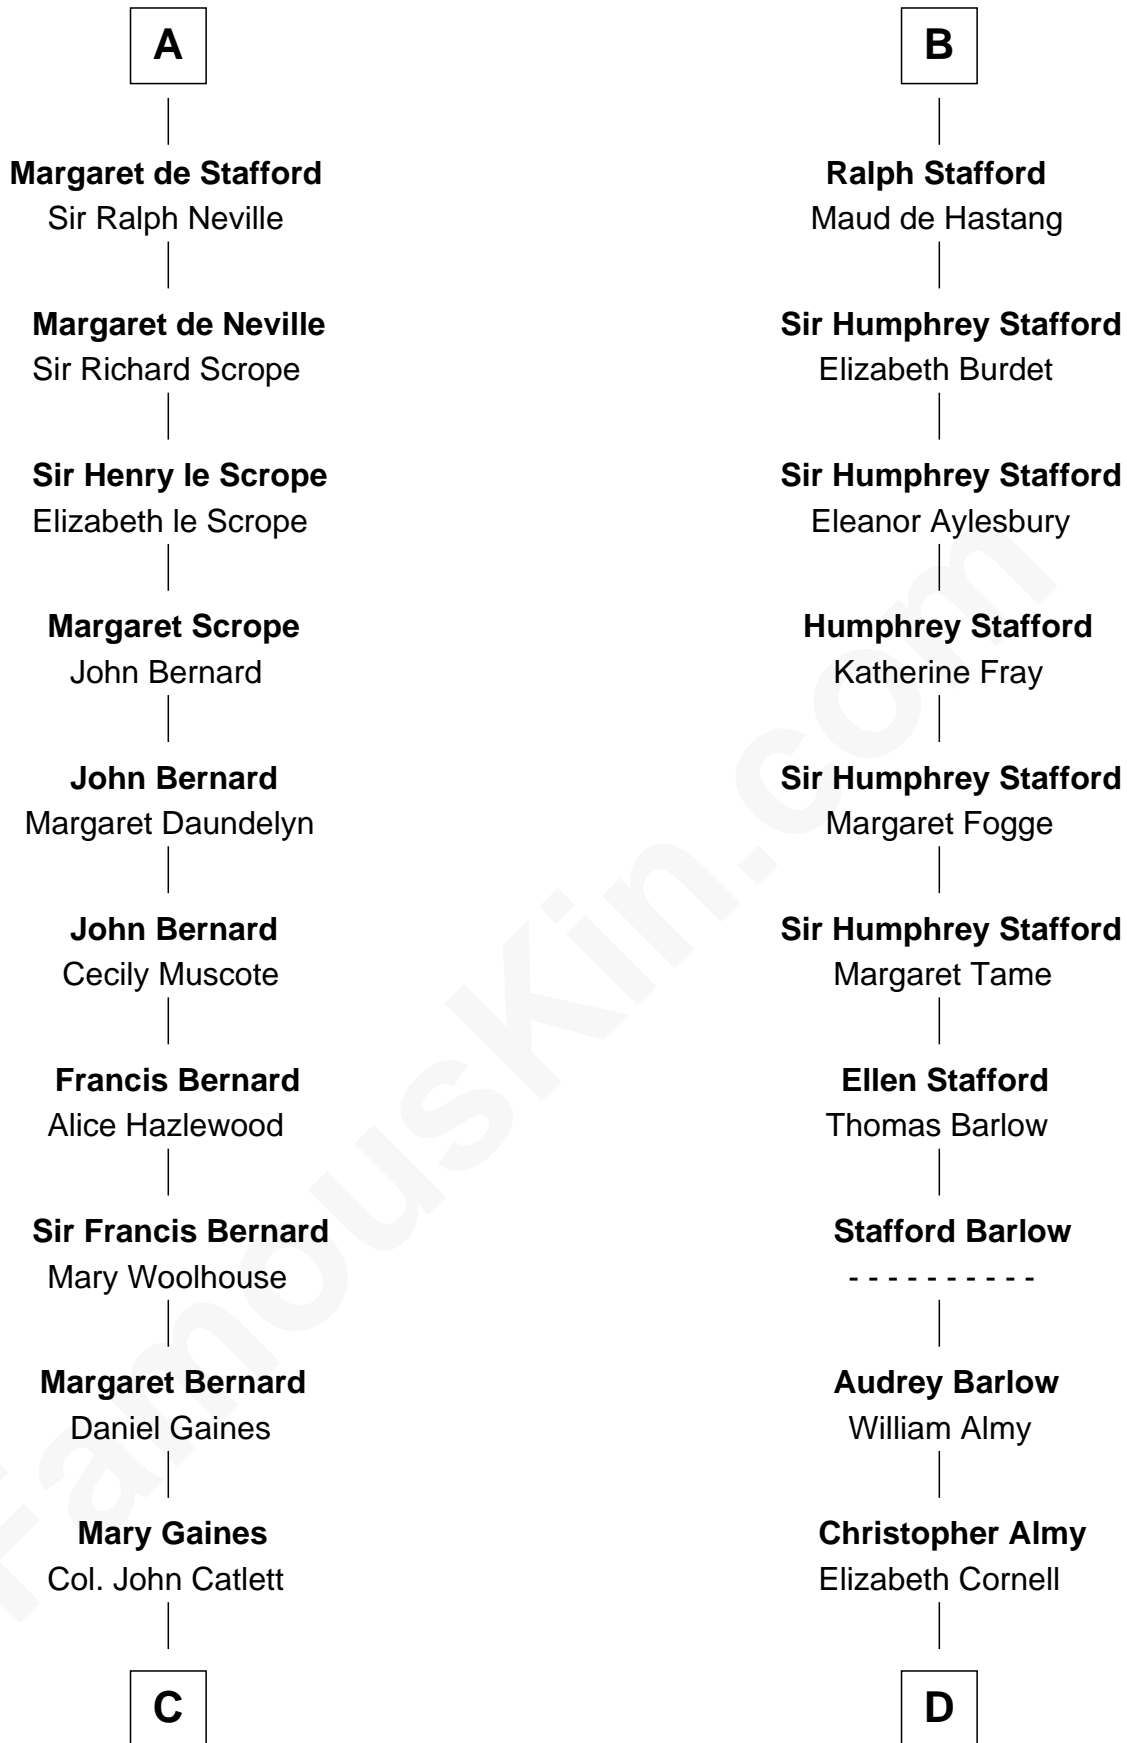 A
Margaret de Stafford
Sir Ralph Neville
Margaret de Neville
Sir Richard Scrope
Sir Henry le Scrope
Elizabeth le Scrope
Margaret Scrope
John Bernard
John Bernard
Margaret Daundelyn
John Bernard
Cecily Muscote
Francis Bernard
Alice Hazlewood
Sir Francis Bernard
Mary Woolhouse
Margaret Bernard
Daniel Gaines
Mary Gaines
Col. John Catlett
C
B
Ralph Stafford
Maud de Hastang
Sir Humphrey Stafford
Elizabeth Burdet
Sir Humphrey Stafford
Eleanor Aylesbury
Humphrey Stafford
Katherine Fray
Sir Humphrey Stafford
Margaret Fogge
Sir Humphrey Stafford
Margaret Tame
Ellen Stafford
Thomas Barlow
Stafford Barlow
- - - - - - - - - -
Audrey Barlow
William Almy
Christopher Almy
Elizabeth Cornell
D
FamousKin.com